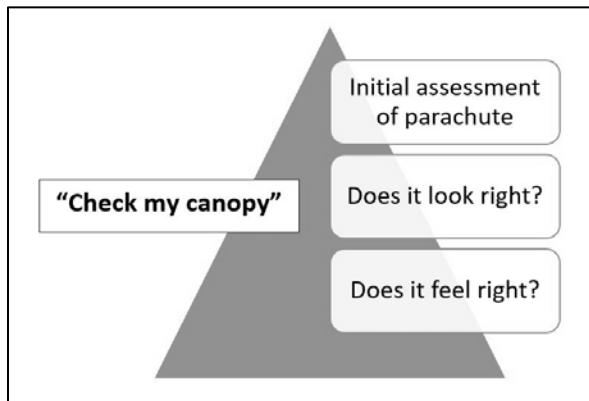 Initial assessment
of parachute
“Check my canopy”
Does it look right?
Does it feel right?